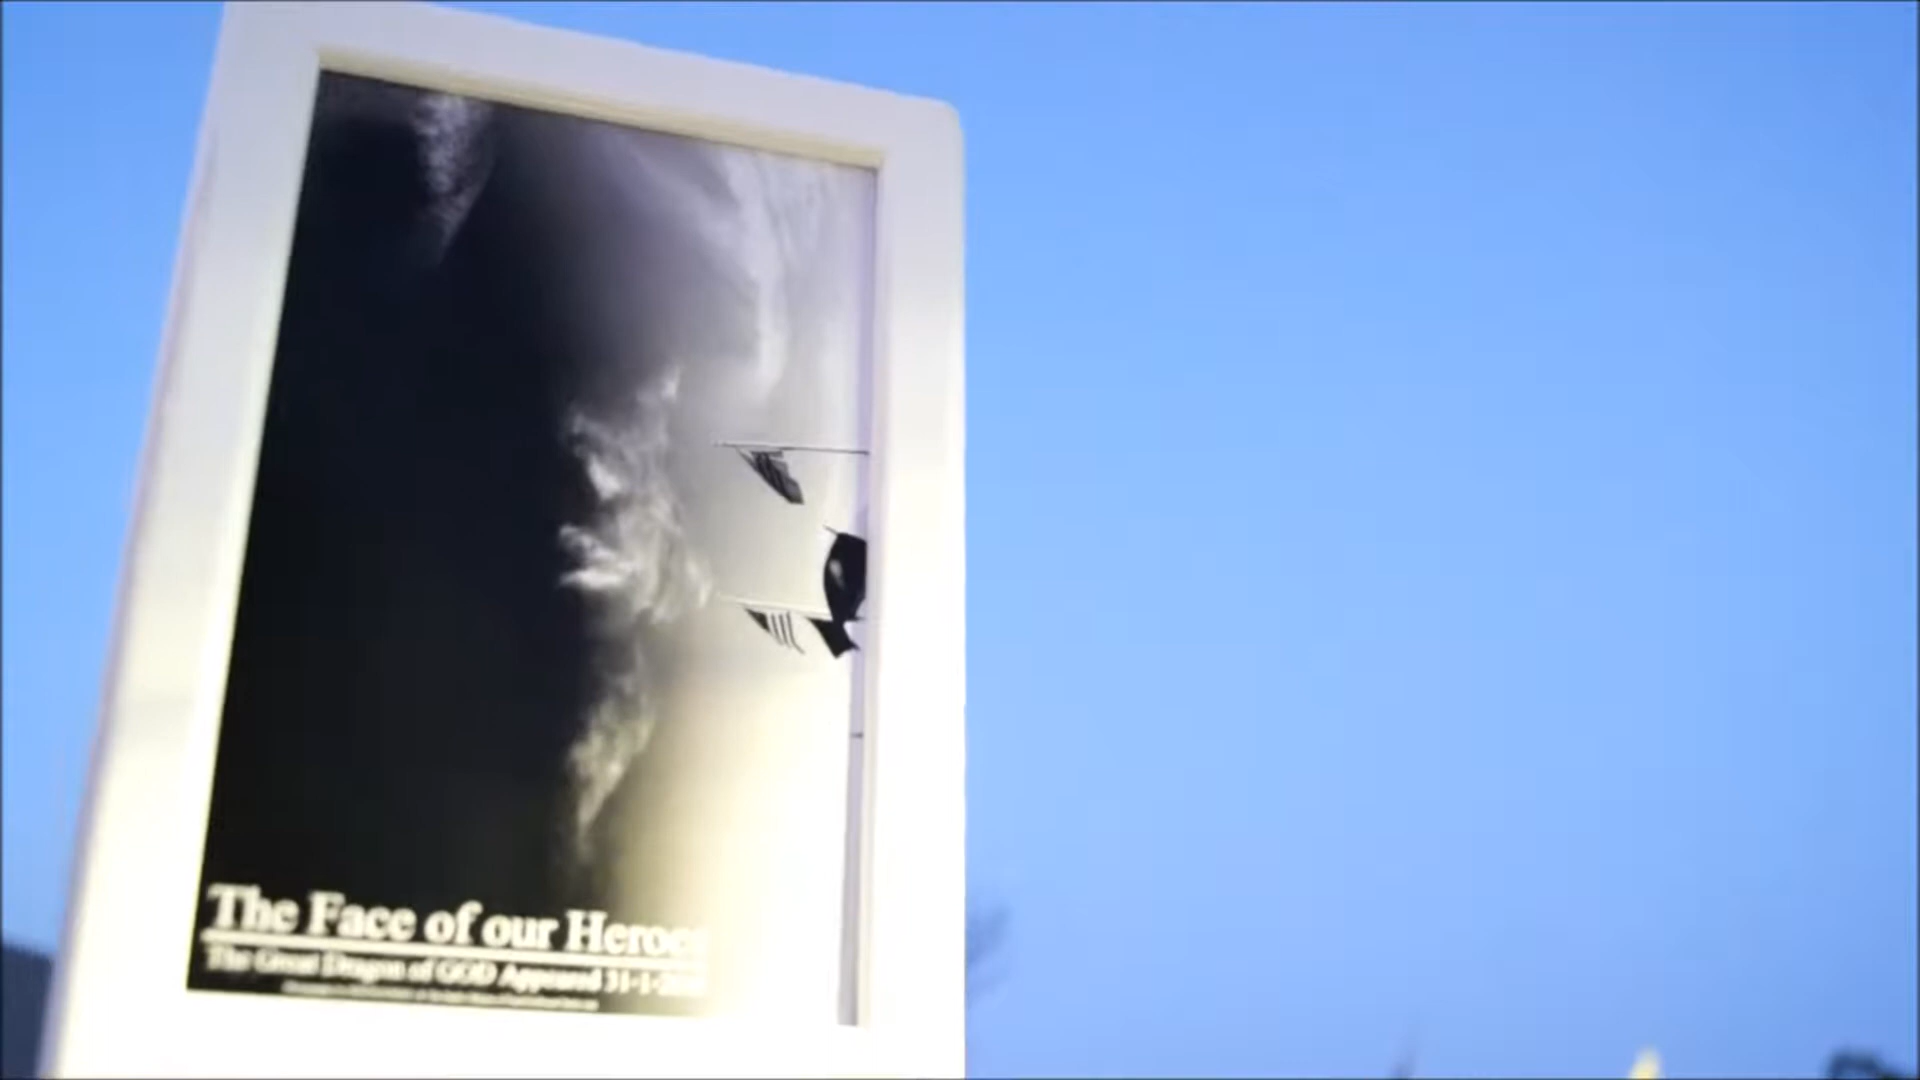 The Face of our Heroes
The Great Dragon of GOD Appeared 31-1-